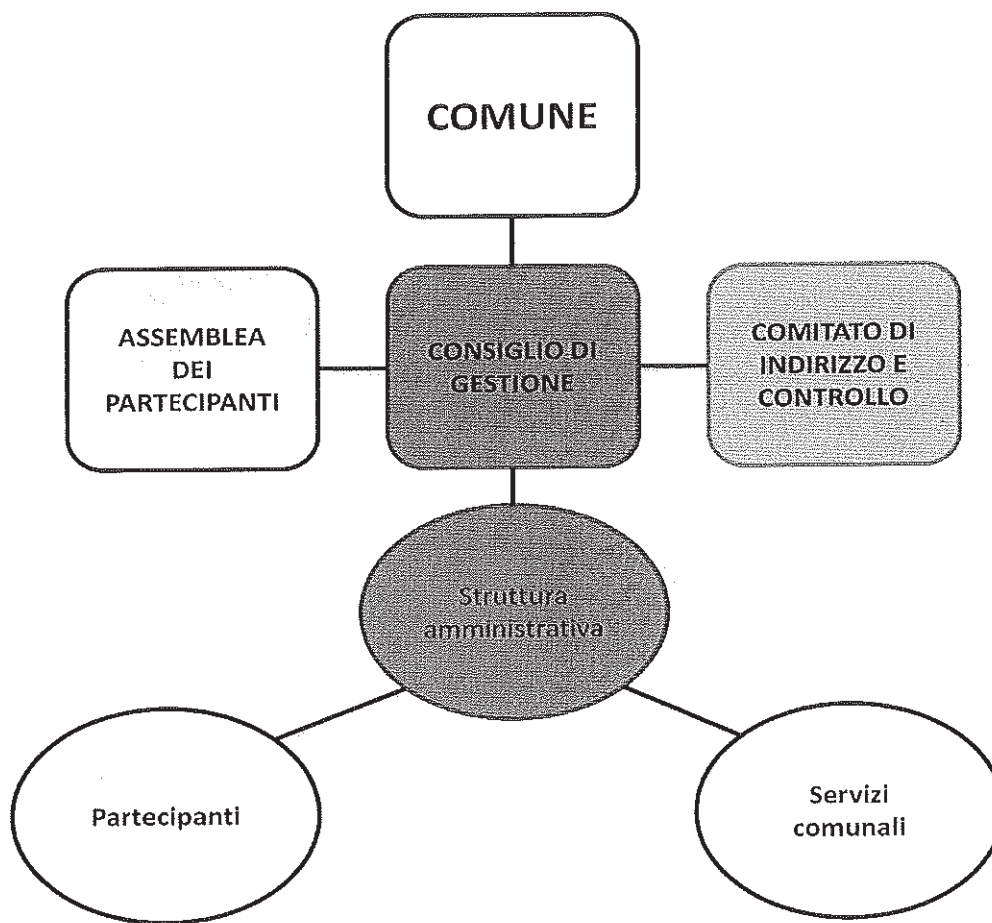 COMUNE
ASSEMBLEA
DEI
PARTECIPANTI
CONSIGLIO DI
GESTIONE
COMITATO DI
INDIRIZZO E
CONTROLLO
Struttura
amministrativa
Partecipanti
Servizi
comunali